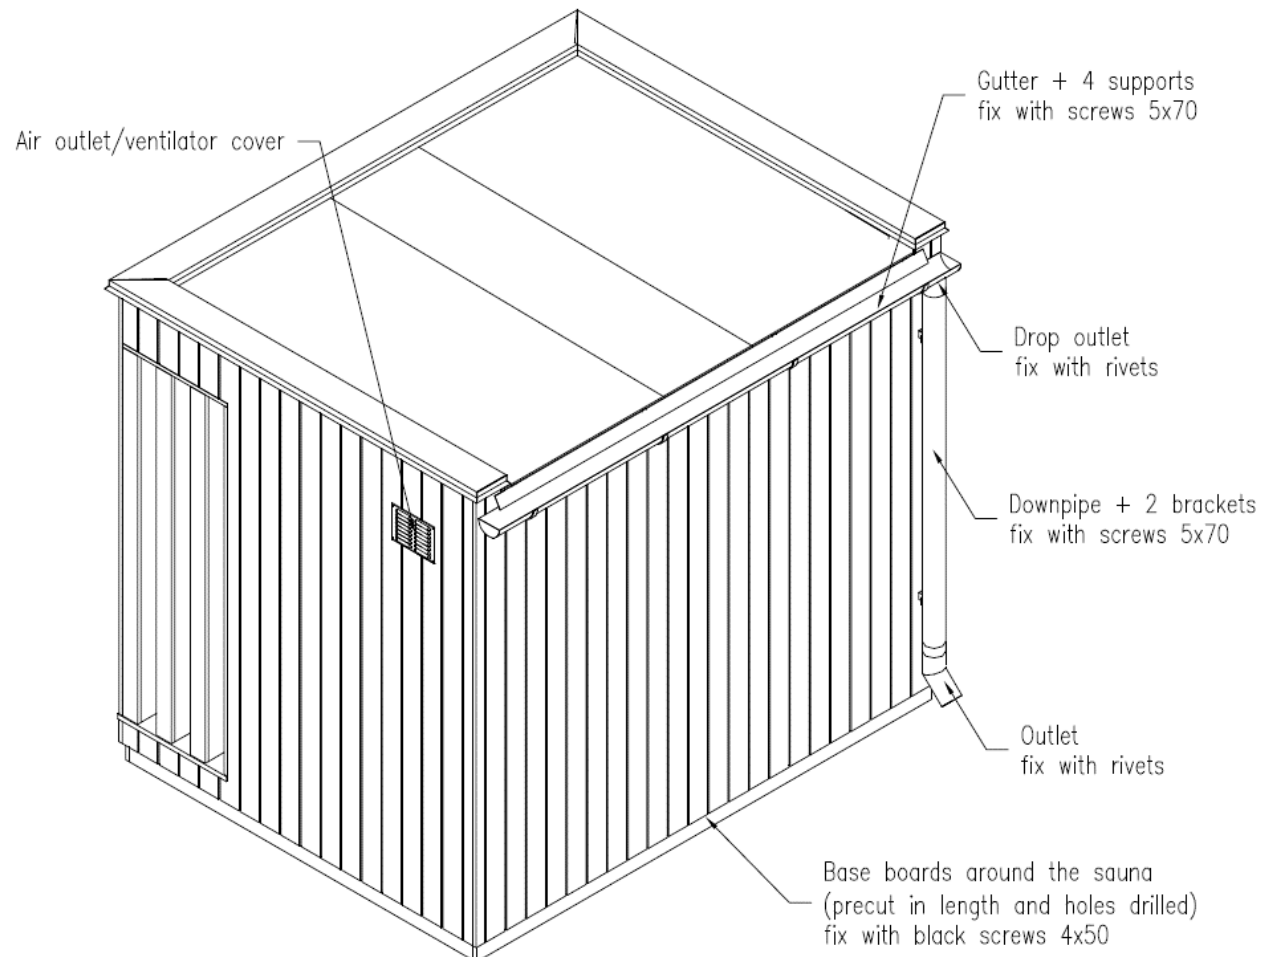 Gutter + 4 supports
fix with screws 5x70
Air outlet/ventilator cover
Drop outlet
fix with rivets
Downpipe + 2 brackets
fix with screws 5x70
Outlet
fix with rivets
Base boards around the sauna
(precut in length and holes drilled)
fix with black screws 4x50